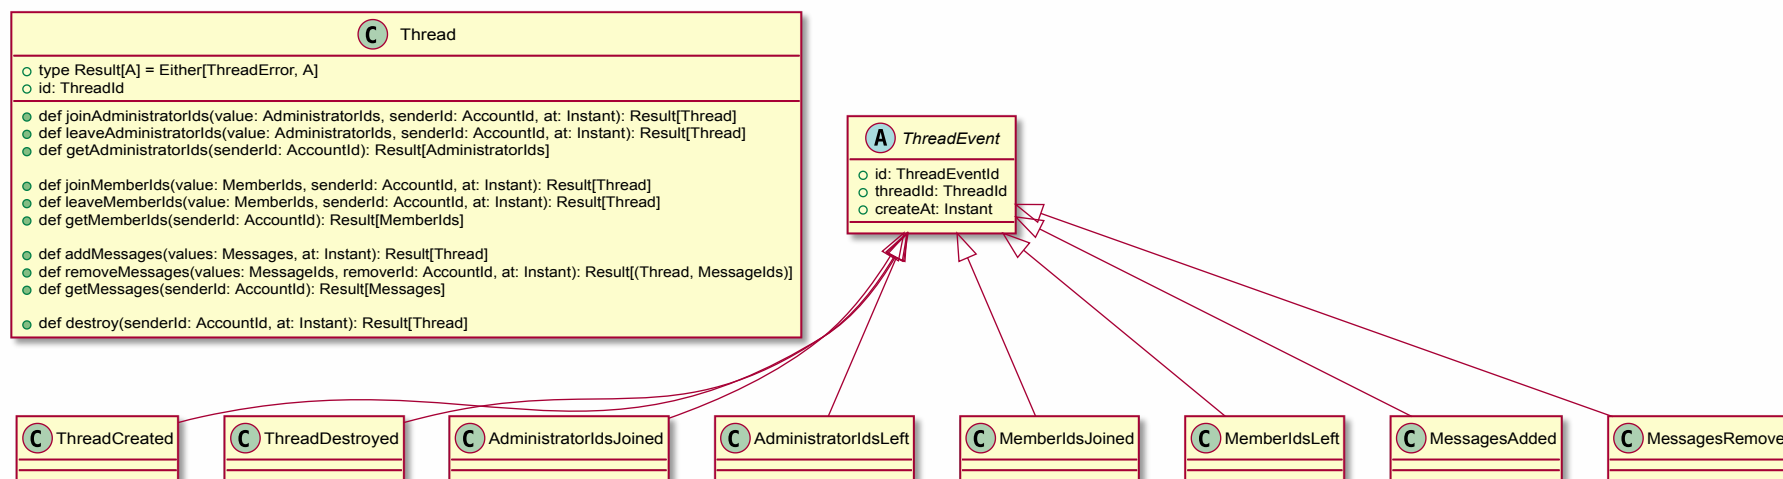 C Thread
type Result[A] = Either[ThreadError, A]
id: ThreadId
def joinAdministratorIds(value: AdministratorIds, senderId: AccountId, at: Instant): Result[Thread]
def leaveAdministratorIds(value: AdministratorIds, senderId: AccountId, at: Instant): Result[Thread]
def getAdministratorIds(senderId: AccountId): Result[AdministratorIds]
def joinMemberIds(value: MemberIds, senderId: AccountId, at: Instant): Result[Thread]
def leaveMemberIds(value: MemberIds, senderId: AccountId, at: Instant): Result[Thread]
def getMemberIds(senderId: AccountId): Result[MemberIds]
def addMessages(values: Messages, at: Instant): Result[Thread]
def removeMessages(values: MessageIds, removerId: AccountId, at: Instant): Result[(Thread, MessageIds)]
def getMessages(senderId: AccountId): Result[Messages]
def destroy(senderId: AccountId, at: Instant): Result[Thread]
A ThreadEvent
id: ThreadEventId
threadId: ThreadId
createAt: Instant
C ThreadCreated
C ThreadDestroyed
C AdministratorIdsJoined
C AdministratorIdsLeft
C MemberIdsJoined
C MemberIdsLeft
C MessagesAdded
C MessagesRemove